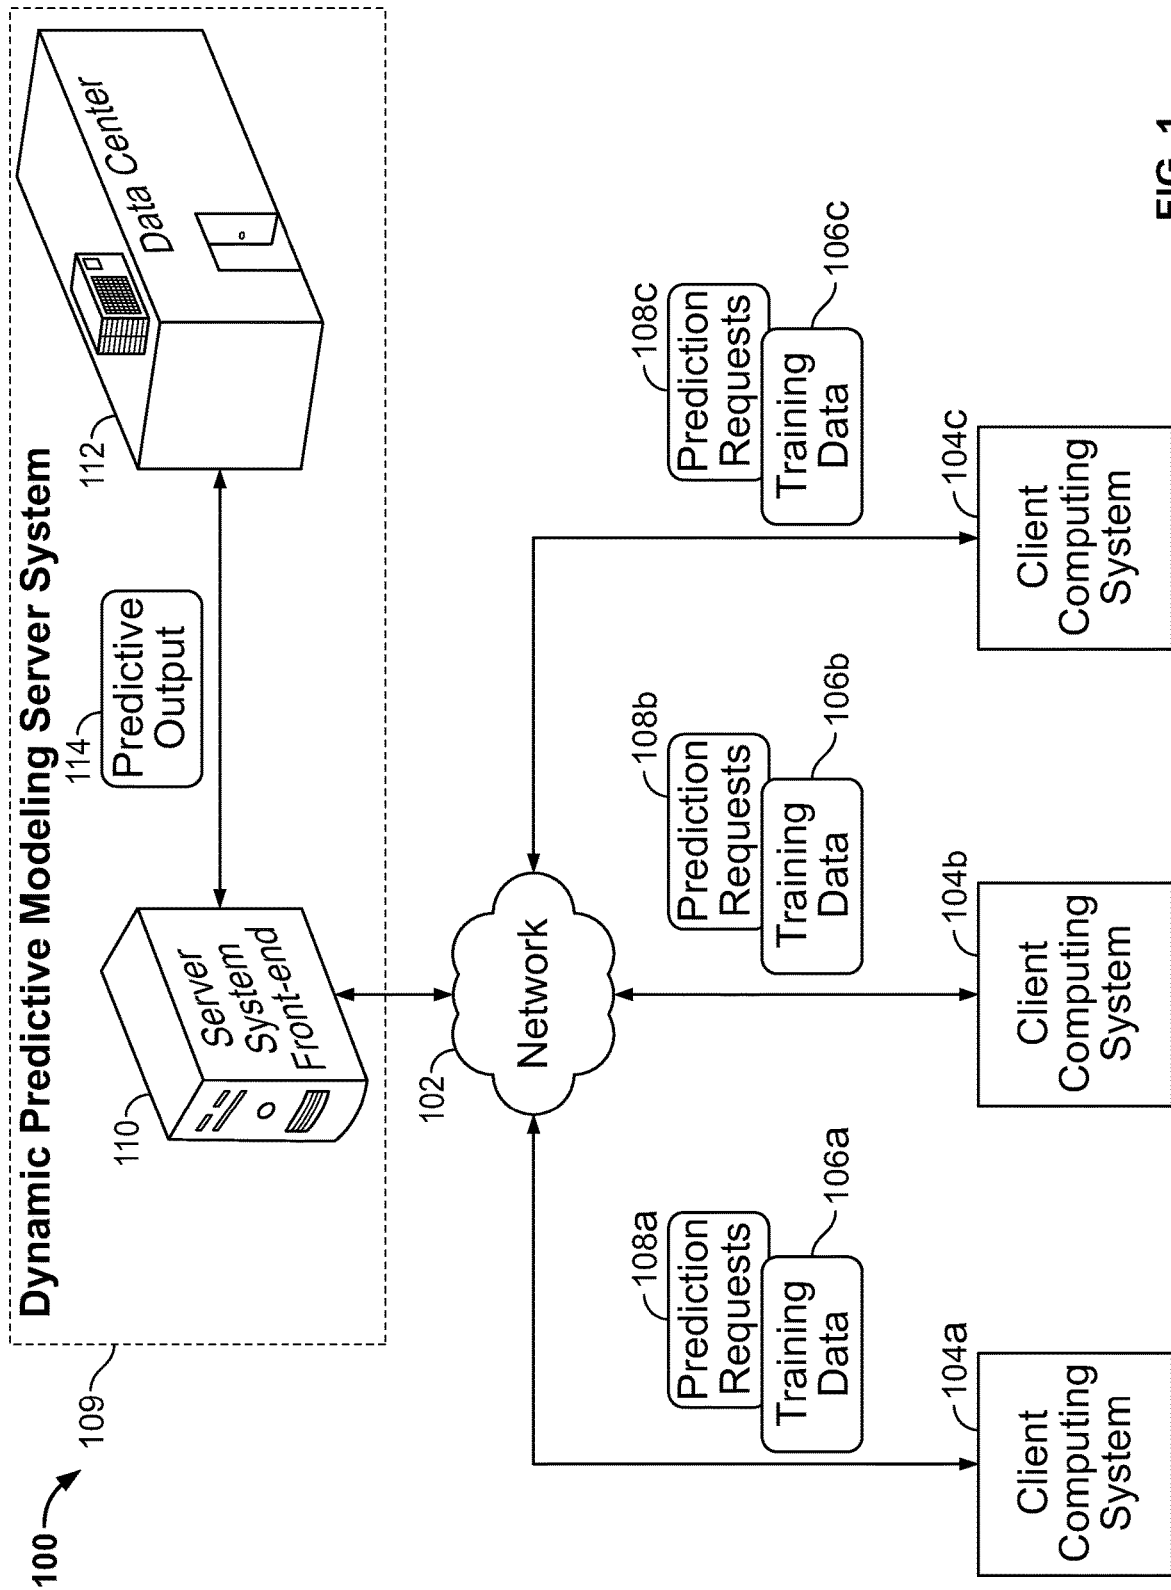 100
109
Dynamic Predictive Modeling Server System
110
Server
System
Front-end
114
Predictive
Output
112
Data Center
102
Network
108a
Prediction
Requests
Training
Data
106a
108b
Prediction
Requests
Training
Data
106b
108c
Prediction
Requests
Training
Data
106c
104a
Client
Computing
System
104b
Client
Computing
System
104c
Client
Computing
System
FIG. 1